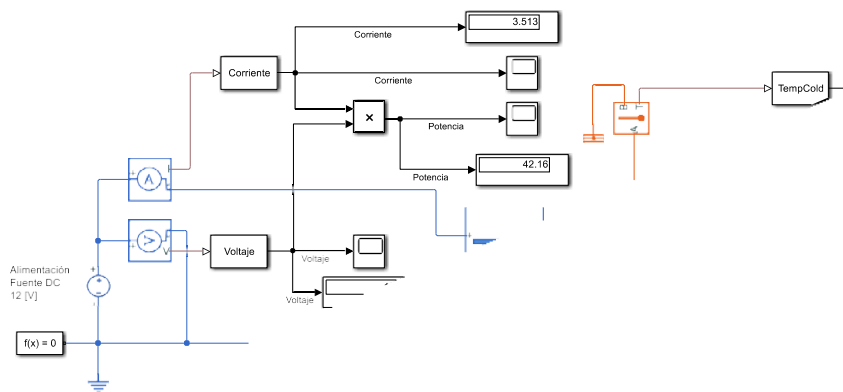 3.513
Corriente
Corriente
Corriente
TempCold
B
T
A
×
Potencia
42.16
Potencia
I
V
Voltaje
Voltaje
Voltaje
Alimentación
Fuente DC
12 [V]
f(x) = 0